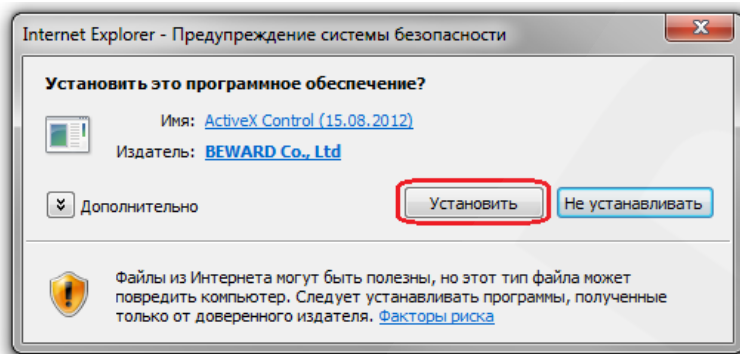 Internet Explorer - Предупреждение системы безопасности
Установить это программное обеспечение?
Имя: ActiveX Control (15.08.2012)
Издатель: BEWARD Co., Ltd
Дополнительно
Установить
Не устанавливать
Файлы из Интернета могут быть полезны, но этот тип файла может
повредить компьютер. Следует устанавливать программы, полученные
только от доверенного издателя. Факторы риска